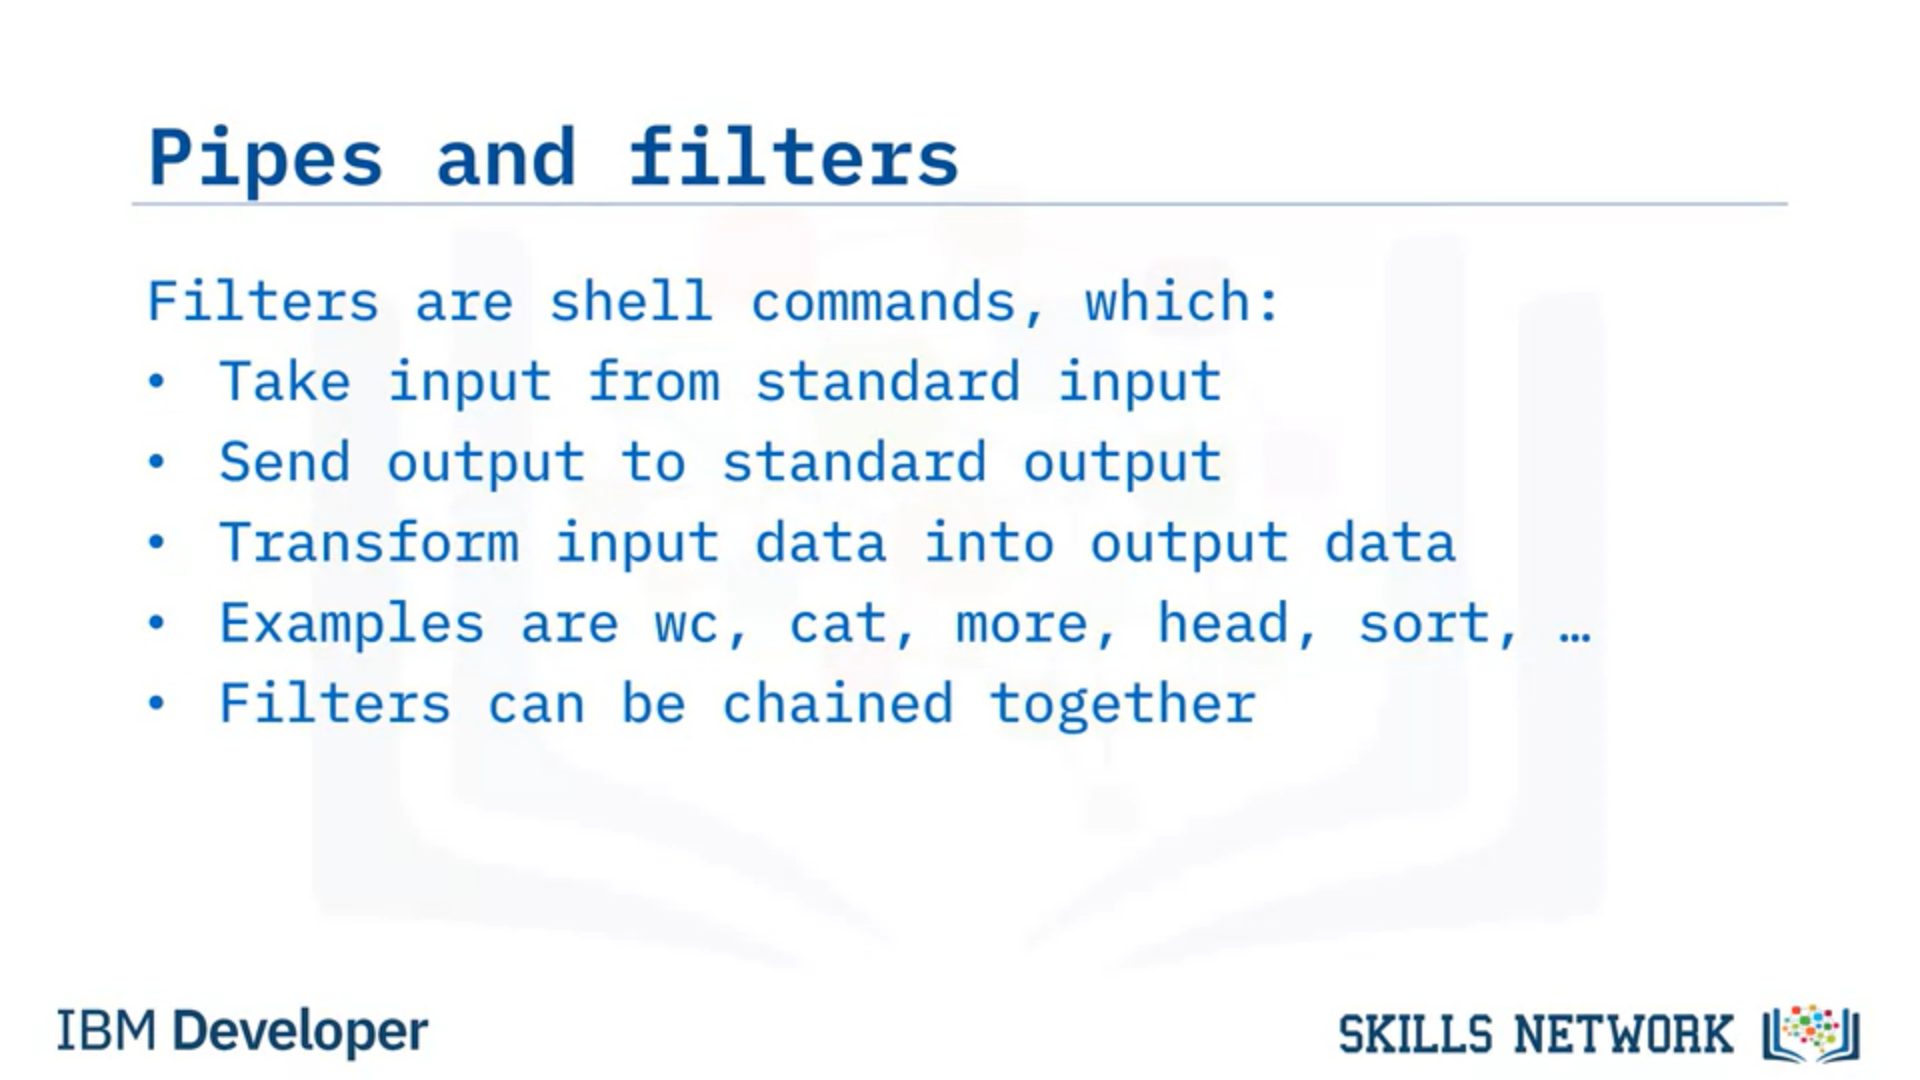 Pipes and filters
Filters are shell commands, which:
• Take input from standard input
• Send output to standard output
• Transform input data into output data
• Examples are wc, cat, more, head, sort, …
• Filters can be chained together
IBM Developer
SKILLS NETWORK